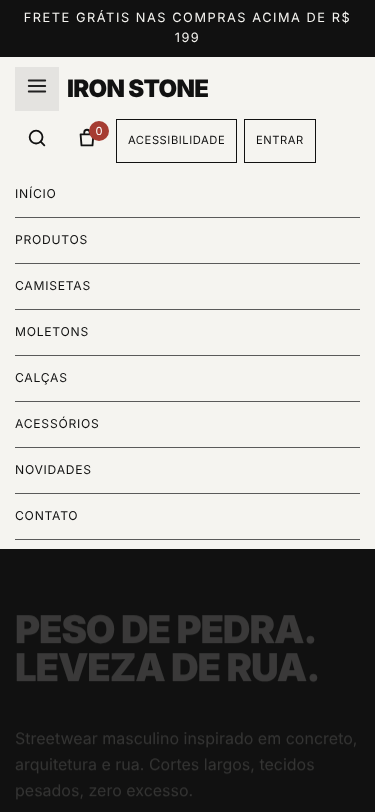 FRETE GRÁTIS NAS COMPRAS ACIMA DE R$
199
IRON STONE
0
ACESSIBILIDADE
ENTRAR
INÍCIO
PRODUTOS
CAMISETAS
MOLETONS
CALÇAS
ACESSÓRIOS
NOVIDADES
CONTATO
PESO DE PEDRA.
LEVEZA DE RUA.
Streetwear masculino inspirado em concreto,
arquitetura e rua. Cortes largos, tecidos
pesados, zero excesso.